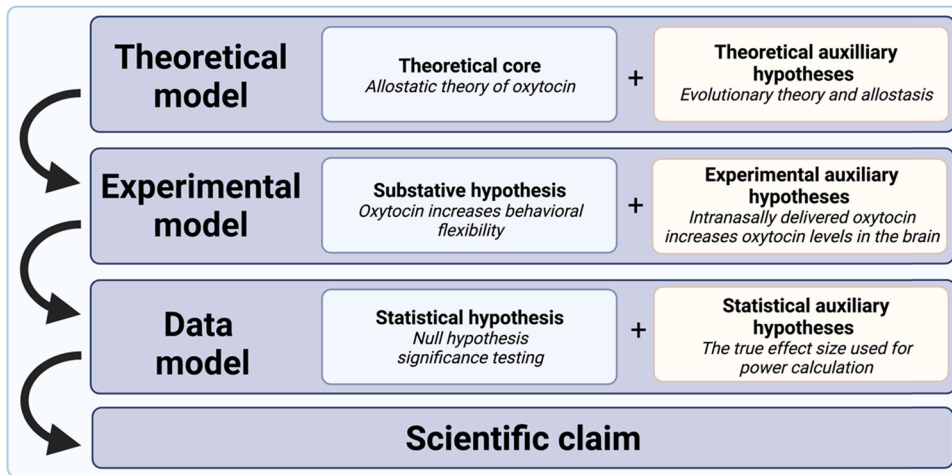 Theoretical
model
Theoretical core
Allostatic theory of oxytocin
+
Theoretical auxilliary
hypotheses
Evolutionary theory and allostasis
Experimental
model
Substative hypothesis
Oxytocin increases behavioral
flexibility
+
Experimental auxiliary
hypotheses
Intranasally delivered oxytocin
increases oxytocin levels in the brain
Data
model
Statistical hypothesis
Null hypothesis
significance testing
+
Statistical auxiliary
hypotheses
The true effect size used for
power calculation
Scientific claim